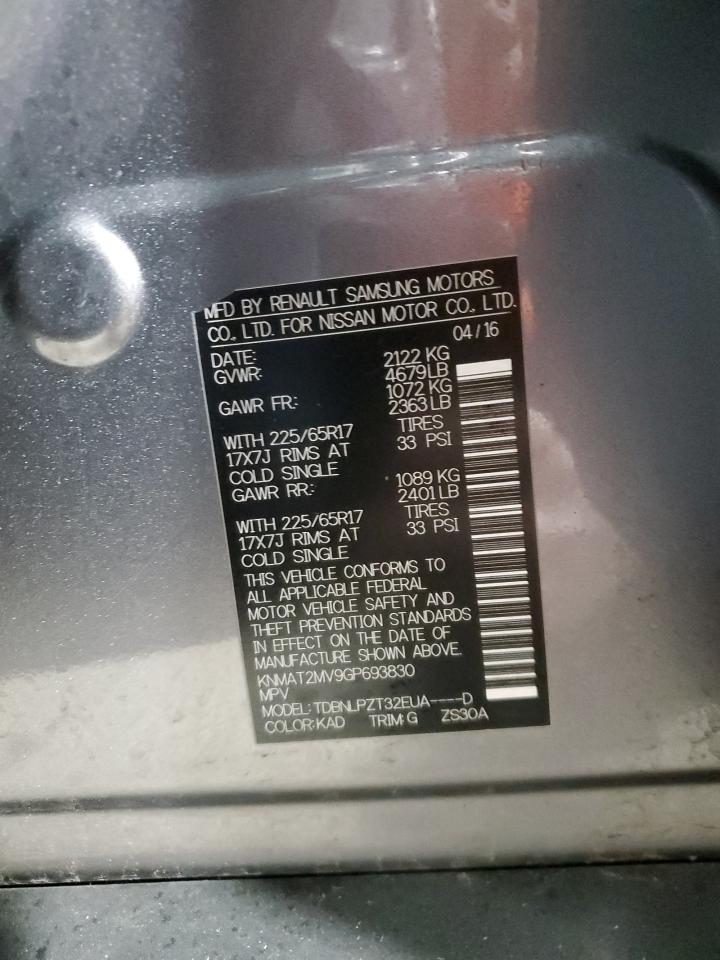 MFD BY RENAULT SAMSUNG MOTORS
CO., LTD. FOR NISSAN MOTOR CO., LTD.
DATE: 04/16
GVWR: 2122 KG
4679LB
GAWR FR: 1072 KG
2363LB
WITH 225/65R17 TIRES
17X7J RIMS AT 33 PSI
COLD SINGLE
GAWR RR: 1089 KG
2401LB
WITH 225/65R17 TIRES
17X7J RIMS AT 33 PSI
COLD SINGLE
THIS VEHICLE CONFORMS TO
ALL APPLICABLE FEDERAL
MOTOR VEHICLE SAFETY AND
THEFT PREVENTION STANDARDS
IN EFFECT ON THE DATE OF
MANUFACTURE SHOWN ABOVE.
KNMAT2MV9GP693830
MPV
MODEL: TDBNLPZT32EUA----D
COLOR: KAD TRIM: G ZS30A